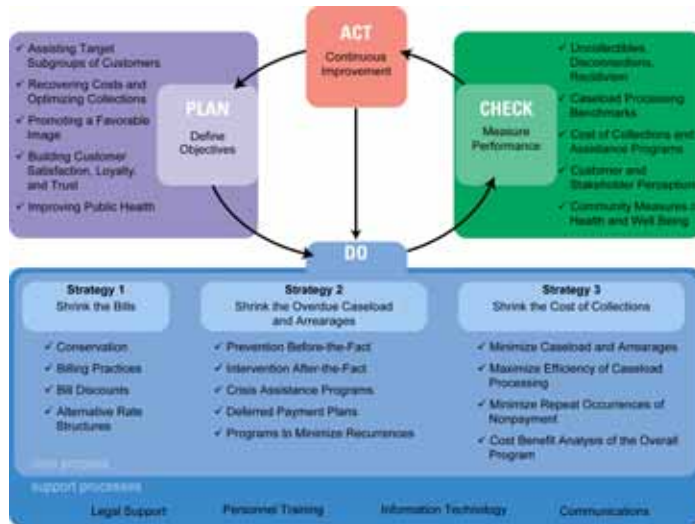 ACT
Continuous
Improvement
✓ Assisting Target
Subgroups of Customers
✓ Recovering Costs and
Optimizing Collections
✓ Promoting a Favorable
Image
✓ Building Customer
Satisfaction, Loyalty,
and Trust
✓ Improving Public Health
PLAN
Define
Objectives
CHECK
Measure
Performance
✓ Uncollectibles,
Disconnections,
Recidivism
✓ Caseload Processing
Benchmarks
✓ Cost of Collections and
Assistance Programs
✓ Customer and
Stakeholder Perception
✓ Community Measures
Health and Well Being
DO
Strategy 1
Shrink the Bills
✓ Conservation
✓ Billing Practices
✓ Bill Discounts
✓ Alternative Rate
Structures
Strategy 2
Shrink the Overdue Caseload
and Arrearages
✓ Prevention Before-the-Fact
✓ Intervention After-the-Fact
✓ Crisis Assistance Programs
✓ Deferred Payment Plans
✓ Programs to Minimize Recurrences
Strategy 3
Shrink the Cost of Collections
✓ Minimize Caseload and Arrearages
✓ Maximize Efficiency of Caseload
Processing
✓ Minimize Repeat Occurrences of
Nonpayment
✓ Cost Benefit Analysis of the Overall
Program
core process
support processes
Legal Support
Personnel Training
Information Technology
Communications